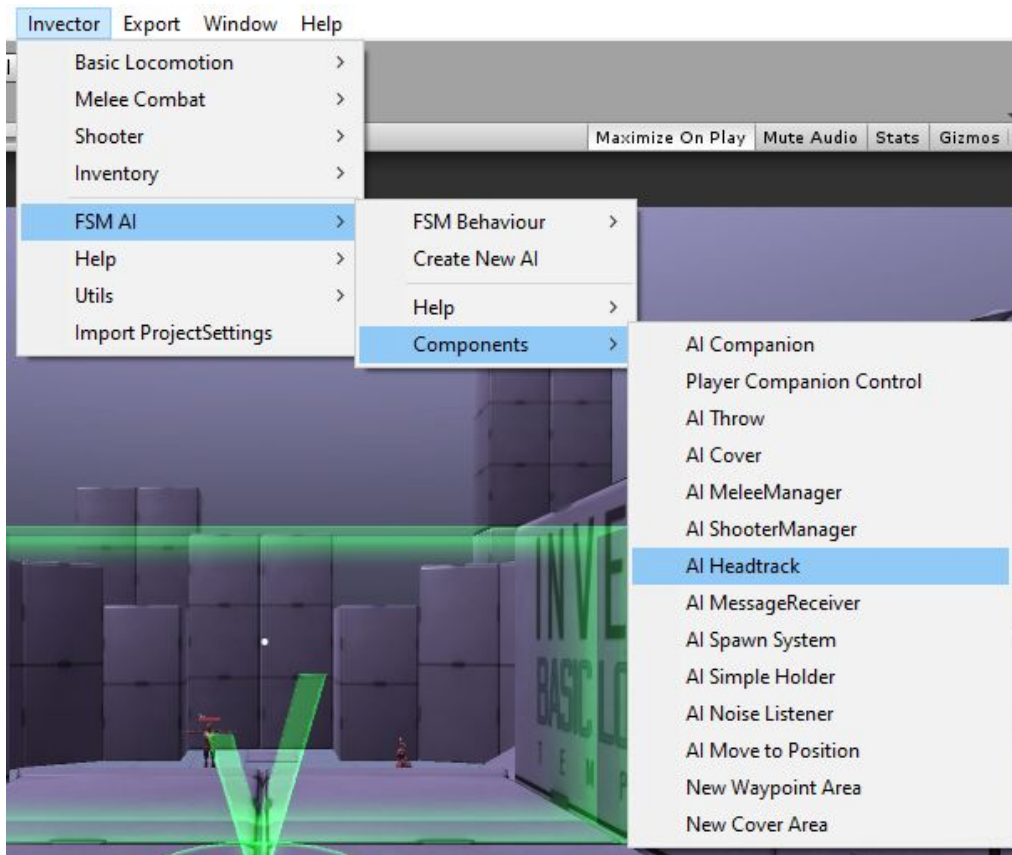 Invector Export Window Help
Basic Locomotion
Melee Combat
Shooter
Inventory
FSM AI
Help
Utils
Import ProjectSettings
Maximize On Play Mute Audio Stats Gizmos
FSM Behaviour
Create New AI
Help
Components
AI Companion
Player Companion Control
AI Throw
AI Cover
AI MeleeManager
AI ShooterManager
AI Headtrack
AI MessageReceiver
AI Spawn System
AI Simple Holder
AI Noise Listener
AI Move to Position
New Waypoint Area
New Cover Area
INVE
BASIC LO
T E M P